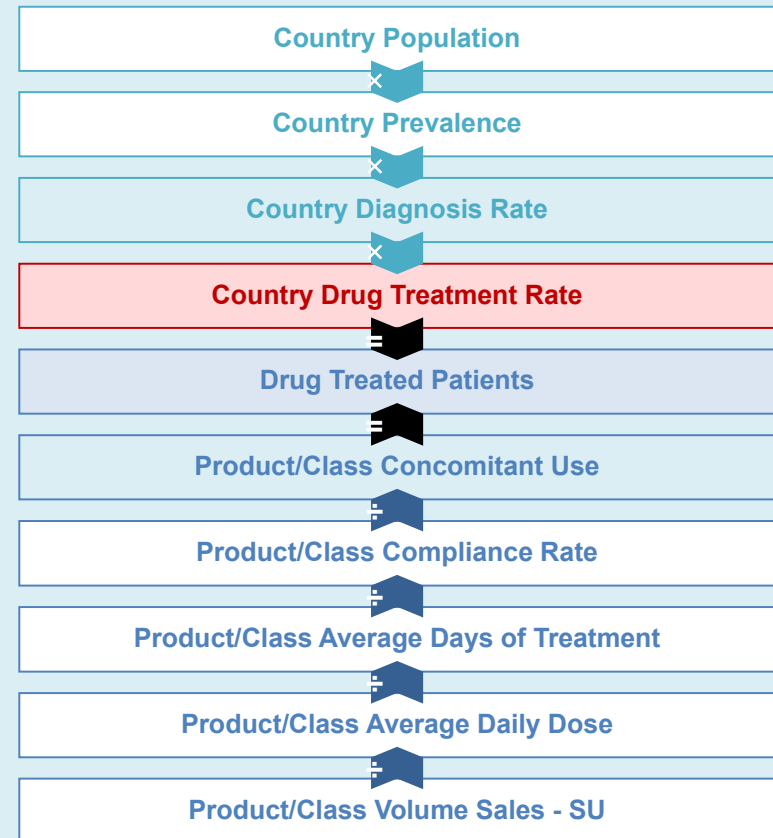 Country Population
×
Country Prevalence
×
Country Diagnosis Rate
×
Country Drug Treatment Rate
=
Drug Treated Patients
=
Product/Class Concomitant Use
÷
Product/Class Compliance Rate
÷
Product/Class Average Days of Treatment
÷
Product/Class Average Daily Dose
÷
Product/Class Volume Sales - SU